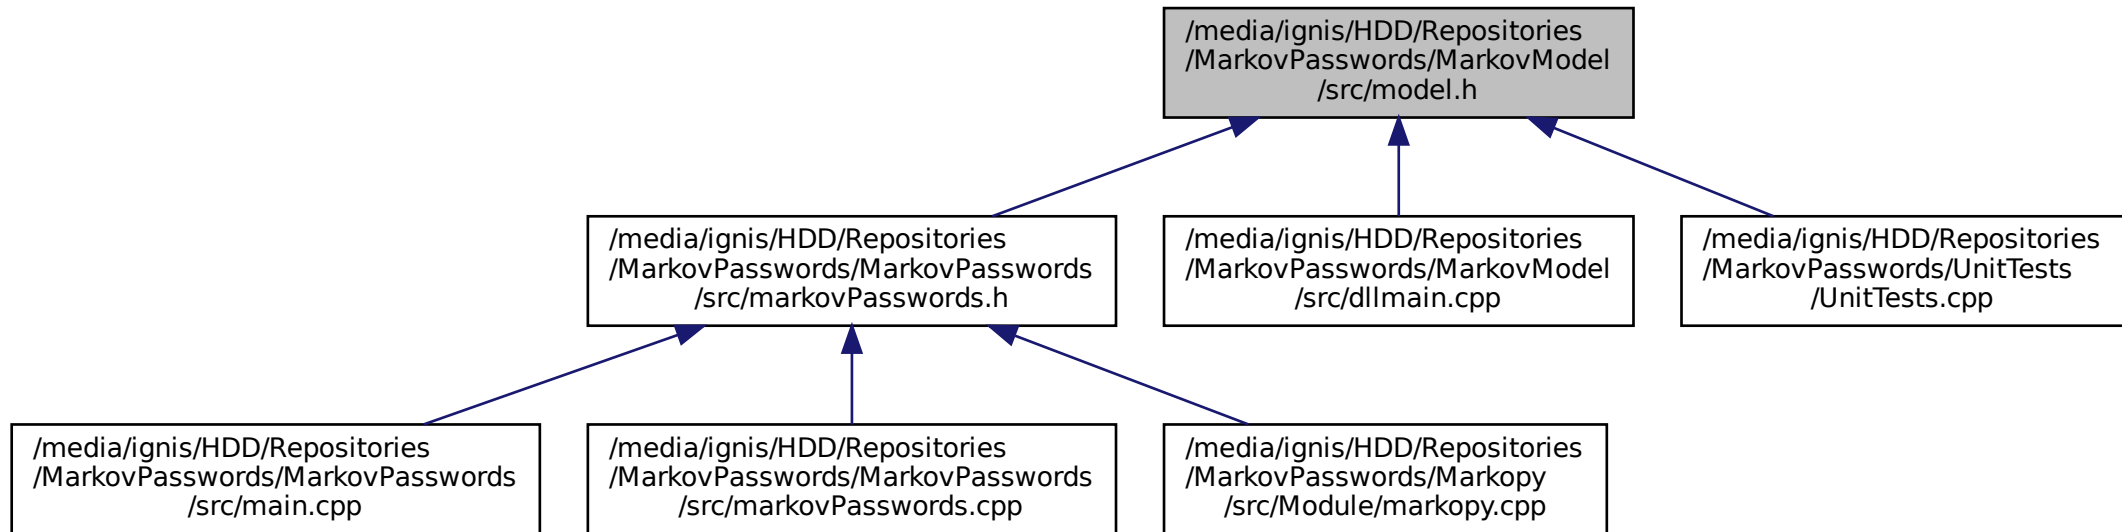 /media/ignis/HDD/Repositories
/MarkovPasswords/MarkovModel
/src/model.h
/media/ignis/HDD/Repositories
/MarkovPasswords/MarkovPasswords
/src/markovPasswords.h
/media/ignis/HDD/Repositories
/MarkovPasswords/MarkovModel
/src/dllmain.cpp
/media/ignis/HDD/Repositories
/MarkovPasswords/UnitTests
/UnitTests.cpp
/media/ignis/HDD/Repositories
/MarkovPasswords/MarkovPasswords
/src/main.cpp
/media/ignis/HDD/Repositories
/MarkovPasswords/MarkovPasswords
/src/markovPasswords.cpp
/media/ignis/HDD/Repositories
/MarkovPasswords/Markopy
/src/Module/markopy.cpp